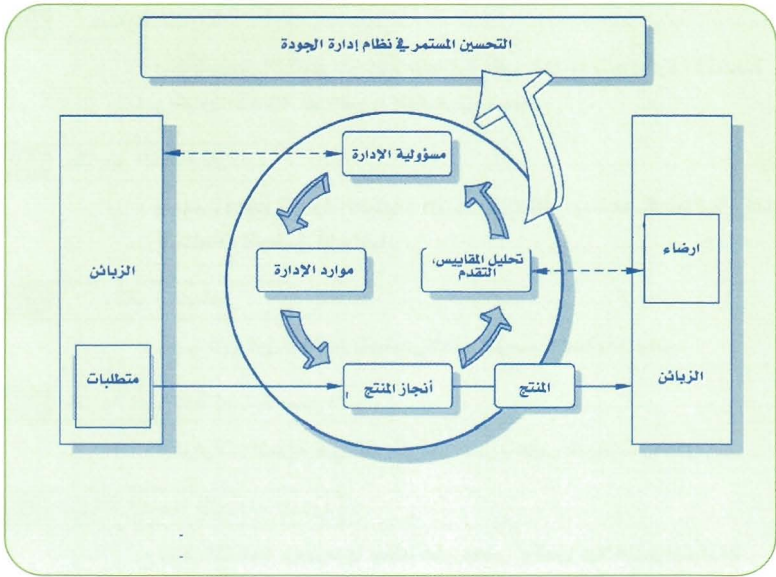 التحسين المستمر في نظام إدارة الجودة
مسؤولية الإدارة
ارضاء
الزبائن
تحليل المقاييس،
التقدم
موارد الإدارة
الزبائن
متطلبات
أنجاز المنتج
المنتج